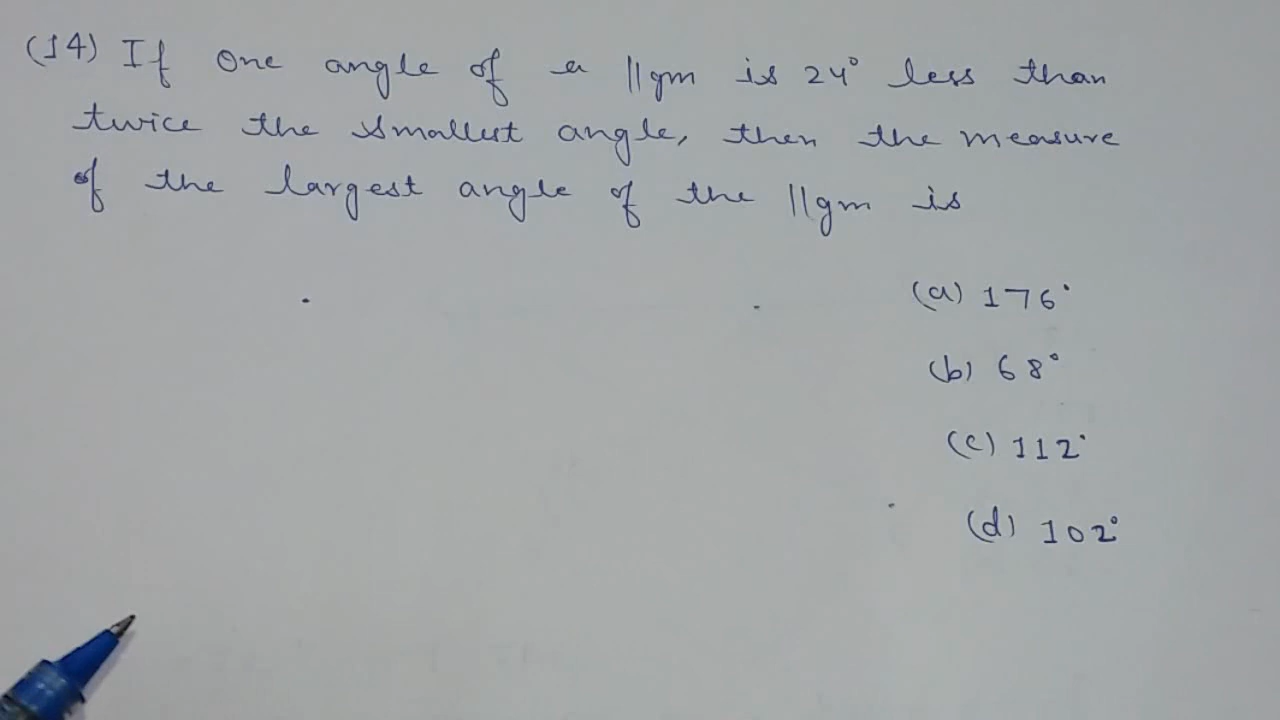 (14) If One angle of a ||gm is 24° less than
twice the smallest angle, then the measure
of the largest angle of the ||gm is
(a) 176°
(b) 68°
(c) 112°
(d) 102°